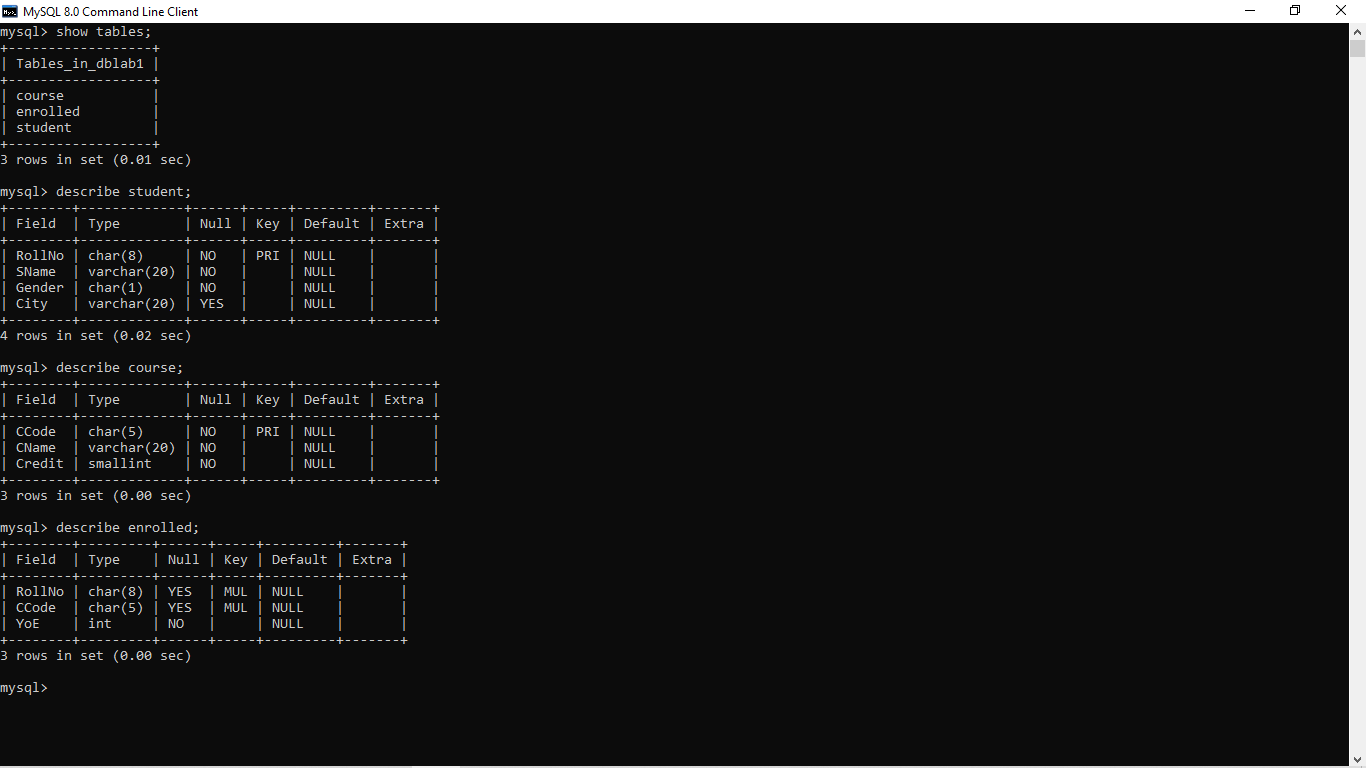 MySQL 8.0 Command Line Client
mysql> show tables;
+------------------+
| Tables_in_dblab1 |
+------------------+
| course           |
| enrolled         |
| student          |
+------------------+
3 rows in set (0.01 sec)

mysql> describe student;
+--------+-------------+------+-----+---------+-------+
| Field  | Type        | Null | Key | Default | Extra |
+--------+-------------+------+-----+---------+-------+
| RollNo | char(8)     | NO   | PRI | NULL    |       |
| SName  | varchar(20) | NO   |     | NULL    |       |
| Gender | char(1)     | NO   |     | NULL    |       |
| City   | varchar(20) | YES  |     | NULL    |       |
+--------+-------------+------+-----+---------+-------+
4 rows in set (0.02 sec)

mysql> describe course;
+--------+-------------+------+-----+---------+-------+
| Field  | Type        | Null | Key | Default | Extra |
+--------+-------------+------+-----+---------+-------+
| CCode  | char(5)     | NO   | PRI | NULL    |       |
| CName  | varchar(20) | NO   |     | NULL    |       |
| Credit | smallint    | NO   |     | NULL    |       |
+--------+-------------+------+-----+---------+-------+
3 rows in set (0.00 sec)

mysql> describe enrolled;
+--------+---------+------+-----+---------+-------+
| Field  | Type    | Null | Key | Default | Extra |
+--------+---------+------+-----+---------+-------+
| RollNo | char(8) | YES  | MUL | NULL    |       |
| CCode  | char(5) | YES  | MUL | NULL    |       |
| YoE    | int     | NO   |     | NULL    |       |
+--------+---------+------+-----+---------+-------+
3 rows in set (0.00 sec)

mysql>